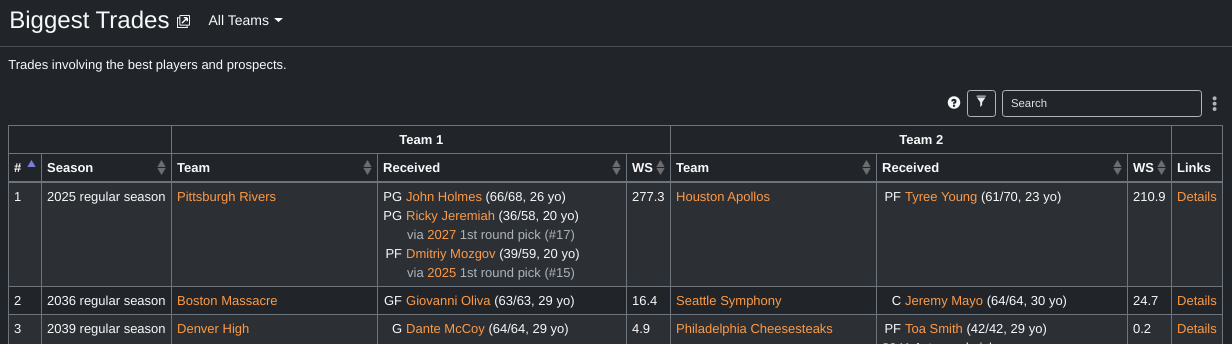 Biggest Trades All Teams
Trades involving the best players and prospects.
Search
Team 1 Team 2
# Season Team Received WS Team Received WS Links
1 2025 regular season Pittsburgh Rivers PG John Holmes (66/68, 26 yo) 277.3 Houston Apollos PF Tyree Young (61/70, 23 yo) 210.9 Details
PG Ricky Jeremiah (36/58, 20 yo)
via 2027 1st round pick (#17)
PF Dmitriy Mozgov (39/59, 20 yo)
via 2025 1st round pick (#15)
2 2036 regular season Boston Massacre GF Giovanni Oliva (63/63, 29 yo) 16.4 Seattle Symphony C Jeremy Mayo (64/64, 30 yo) 24.7 Details
3 2039 regular season Denver High G Dante McCoy (64/64, 29 yo) 4.9 Philadelphia Cheesesteaks PF Toa Smith (42/42, 29 yo) 0.2 Details